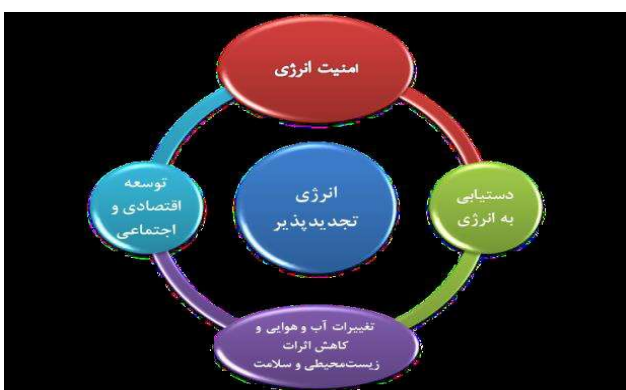 امنیت انرژی
دستیابی
به انرژی
انرژی
تجدیدپذیر
توسعه
اقتصادی و
اجتماعی
تغییرات آب و هوایی و
کاهش اثرات
زیست‌محیطی و سلامت